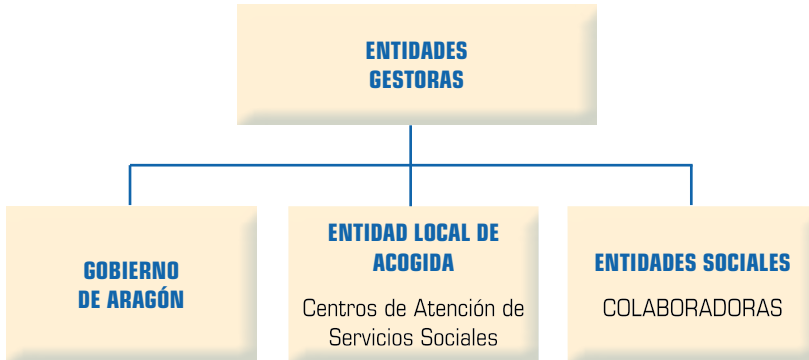 ENTIDADES
GESTORAS
GOBIERNO
DE ARAGÓN
ENTIDAD LOCAL DE
ACOGIDA
Centros de Atención de
Servicios Sociales
ENTIDADES SOCIALES
COLABORADORAS